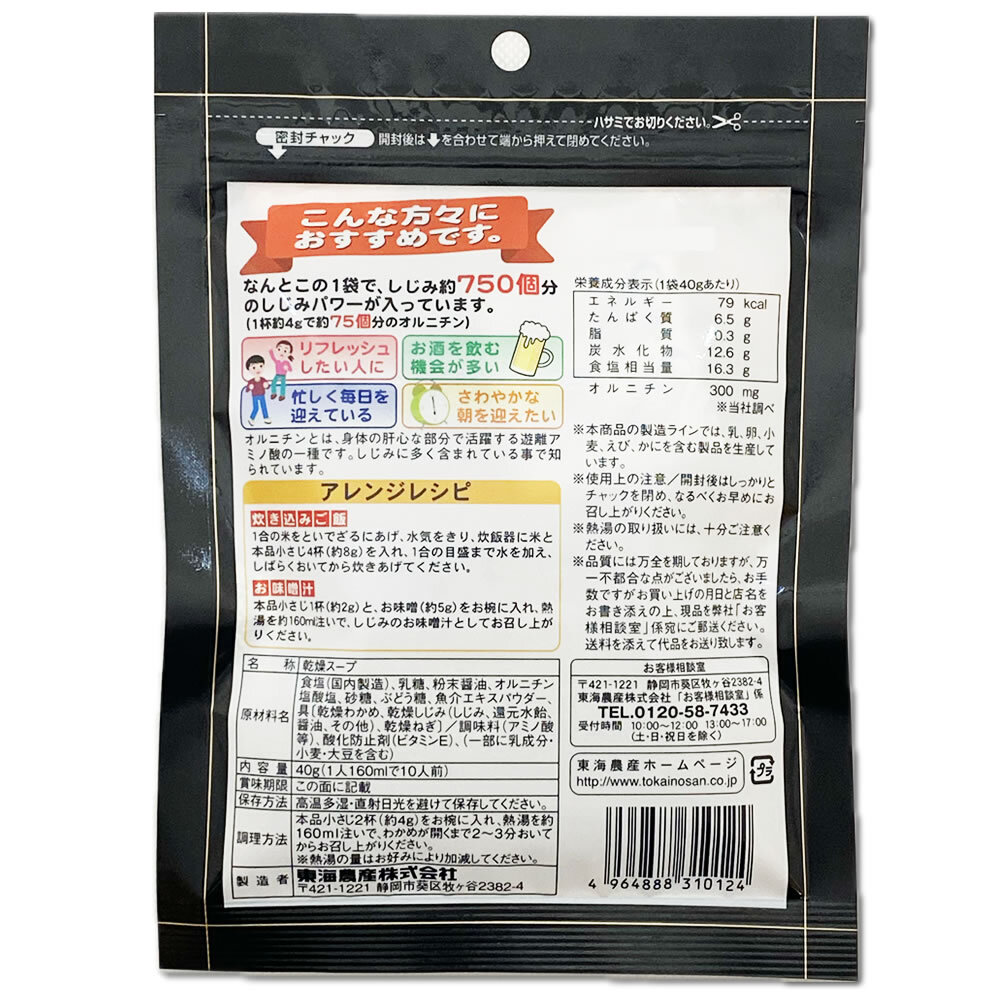 ハサミでお切りください。
密封チャック
開封後は⬇を合わせて端から押えて閉めてください。
こんな方々に
おすすめです。
なんとこの1袋で、しじみ約750個分
のしじみパワーが入っています。
(1杯約4gで約75個分のオルニチン)
リフレッシュ
したい人に
お酒を飲む
機会が多い
忙しく毎日を
迎えている
さわやかな
朝を迎えたい
オルニチンとは、身体の肝心な部分で活躍する遊離ア
ミノ酸の一種です。しじみに多く含まれている事で知
られています。
アレンジレシピ
炊き込みご飯
1合の米をといでざるにあげ、水気をきり、炊飯器に米と
本品小さじ4杯(約8g)を入れ、1合の目盛まで水を加え、
しばらくおいてから炊きあげてください。
お味噌汁
本品小さじ1杯(約2g)と、お味噌(約5g)をお椀に入れ、熱
湯を約160ml注いで、しじみのお味噌汁としてお召し上が
りください。
名称 乾燥スープ
原材料名 食塩(国内製造)、乳糖、粉末醤油、オルニチン
塩酸塩、砂糖、ぶどう糖、魚介エキスパウダー、
具[乾燥わかめ、乾燥しじみ(しじみ、還元水飴、
醤油、その他)、乾燥ねぎ]/調味料(アミノ酸
等)、酸化防止剤(ビタミンE)、(一部に乳成分・
小麦・大豆を含む)
内容量 40g(1人160mlで10人前)
賞味期限 この面に記載
保存方法 高温多湿・直射日光を避けて保存してください。
調理方法 本品小さじ2杯(約4g)をお椀に入れ、熱湯を約
160ml注いで、わかめが開くまで2〜3分おいて
からお召し上がりください。
※熱湯の量はお好みにより加減してください。
製造者 東海農産株式会社
〒421-1221 静岡市葵区牧ヶ谷2382-4
栄養成分表示(1袋40gあたり)
エネルギー 79 kcal
たんぱく質 6.5 g
脂質 0.3 g
炭水化物 12.6 g
食塩相当量 16.3 g
オルニチン 300 mg
※当社調べ
※本商品の製造ラインでは、乳、卵、小
麦、えび、かにを含む製品を生産して
います。
※使用上の注意/開封後はしっかりと
チャックを閉め、なるべくお早めにお
召し上がりください。
※熱湯の取り扱いには、十分ご注意く
ださい。
※品質には万全を期しておりますが、万
一不都合な点がございましたら、お手
数ですがお買い上げの月日と店名を
お書き添えの上、現品を弊社「お客
様相談室」係宛にご郵送ください。
送料を添えて代品をお送り致します。
お客様相談室
〒421-1221 静岡市葵区牧ヶ谷2382-4
東海農産株式会社「お客様相談室」係
TEL.0120-58-7433
受付時間 10:00〜12:00 13:00〜17:00
(土・日・祝日を除く)
東海農産ホームページ
http://www.tokainosan.co.jp
プラ
4 964888 310124